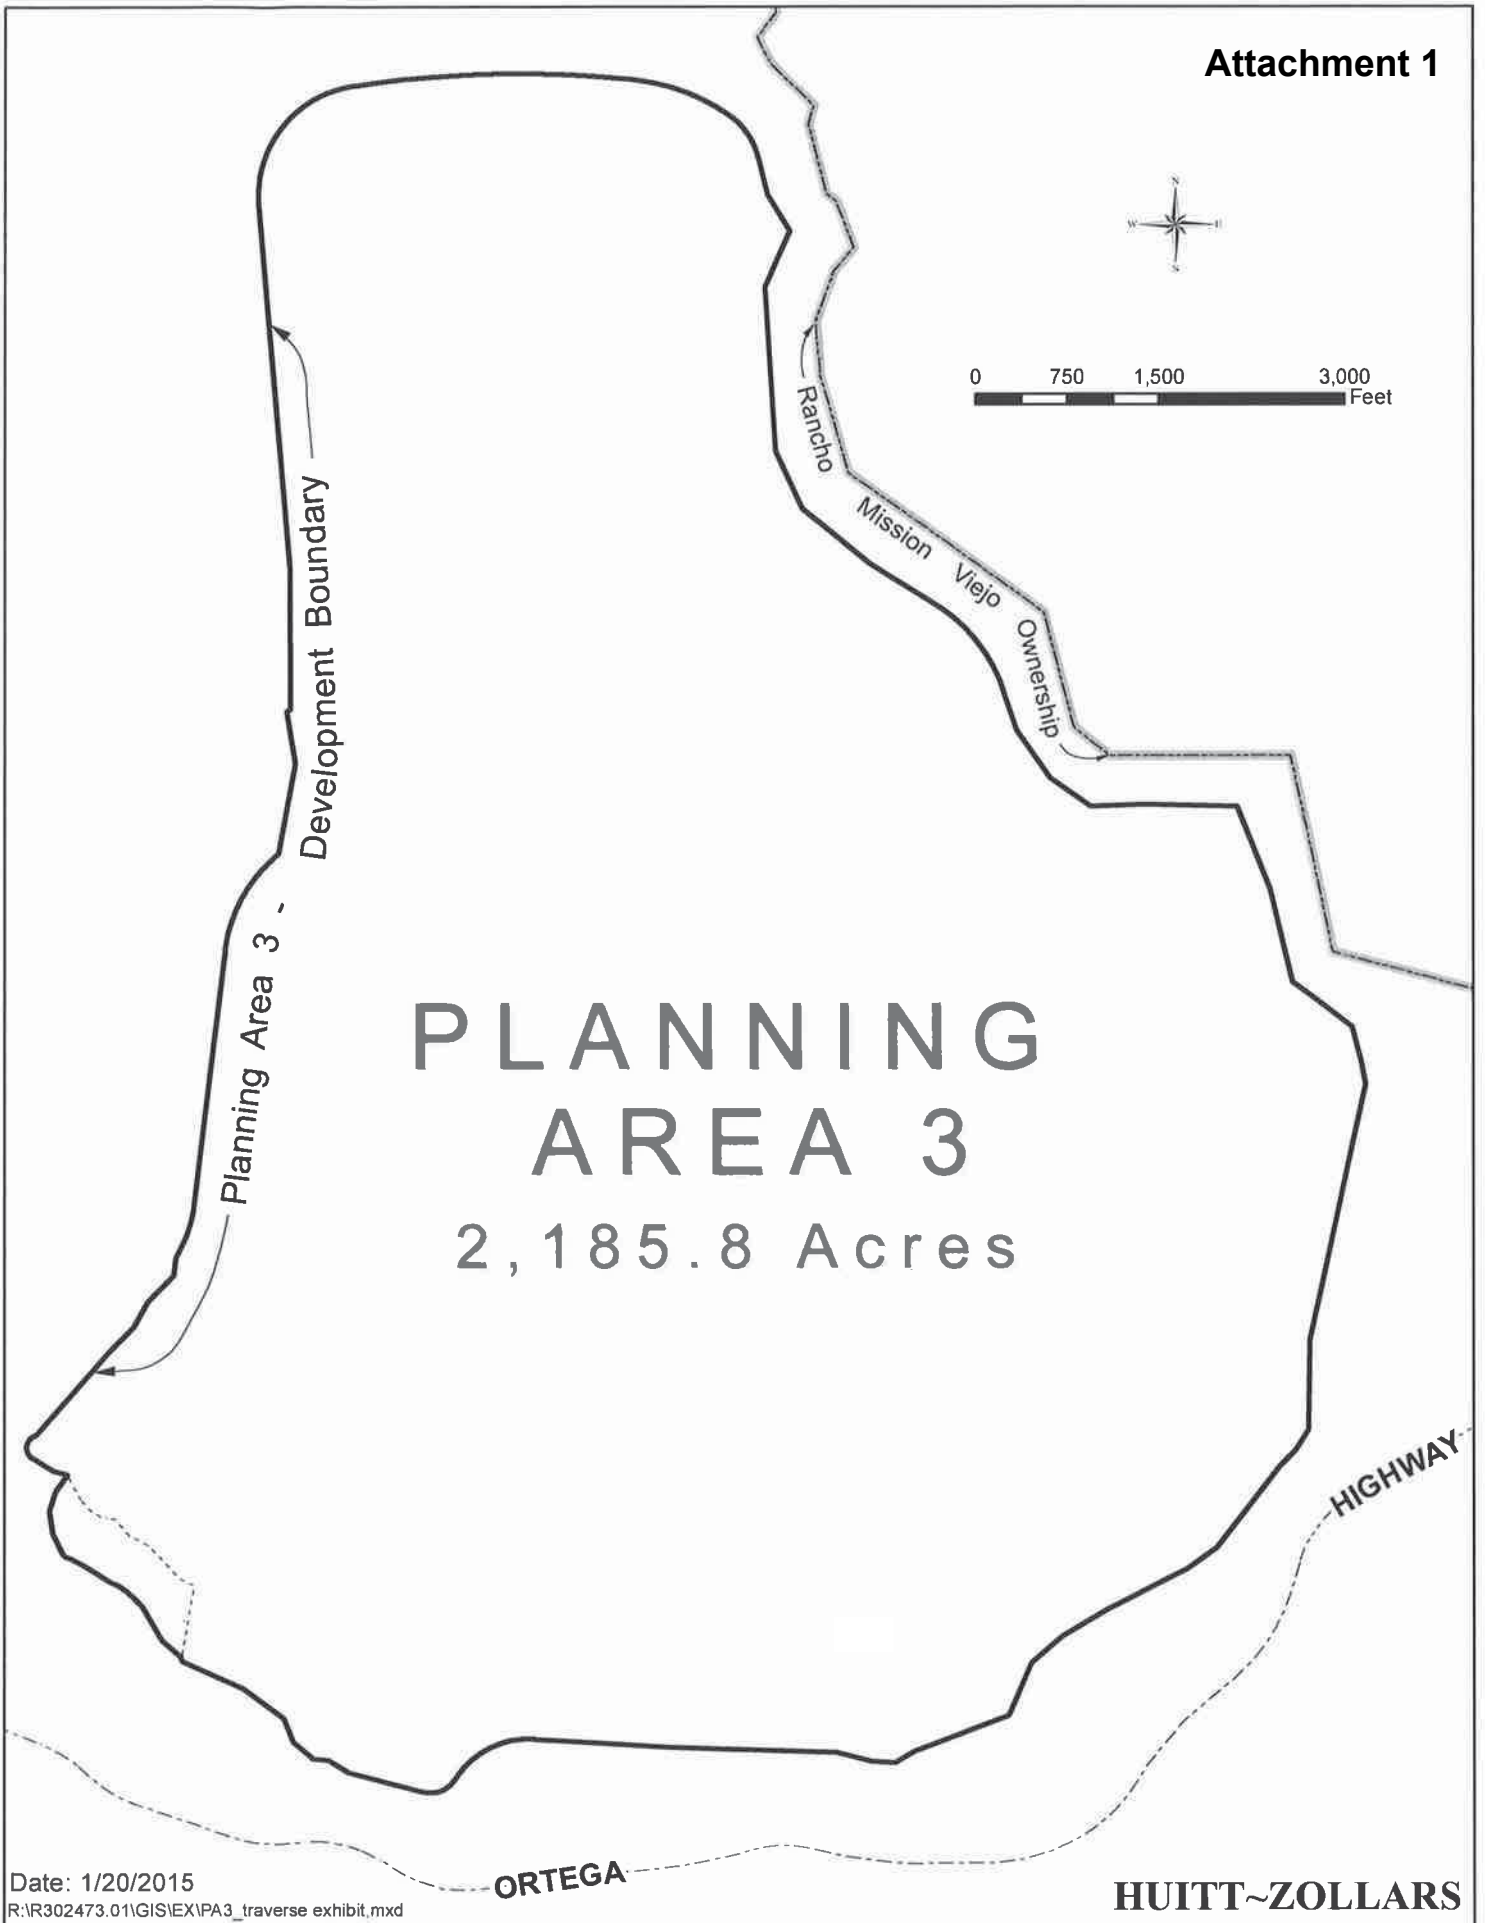 Attachment 1
N
W E
S
0 750 1,500 3,000
Feet
Rancho Mission Viejo Ownership
Planning Area 3 - Development Boundary
PLANNING
AREA 3
2,185.8 Acres
HIGHWAY
ORTEGA
Date: 1/20/2015
R:\R302473.01\GIS\EX\PA3_traverse exhibit.mxd
HUITT~ZOLLARS